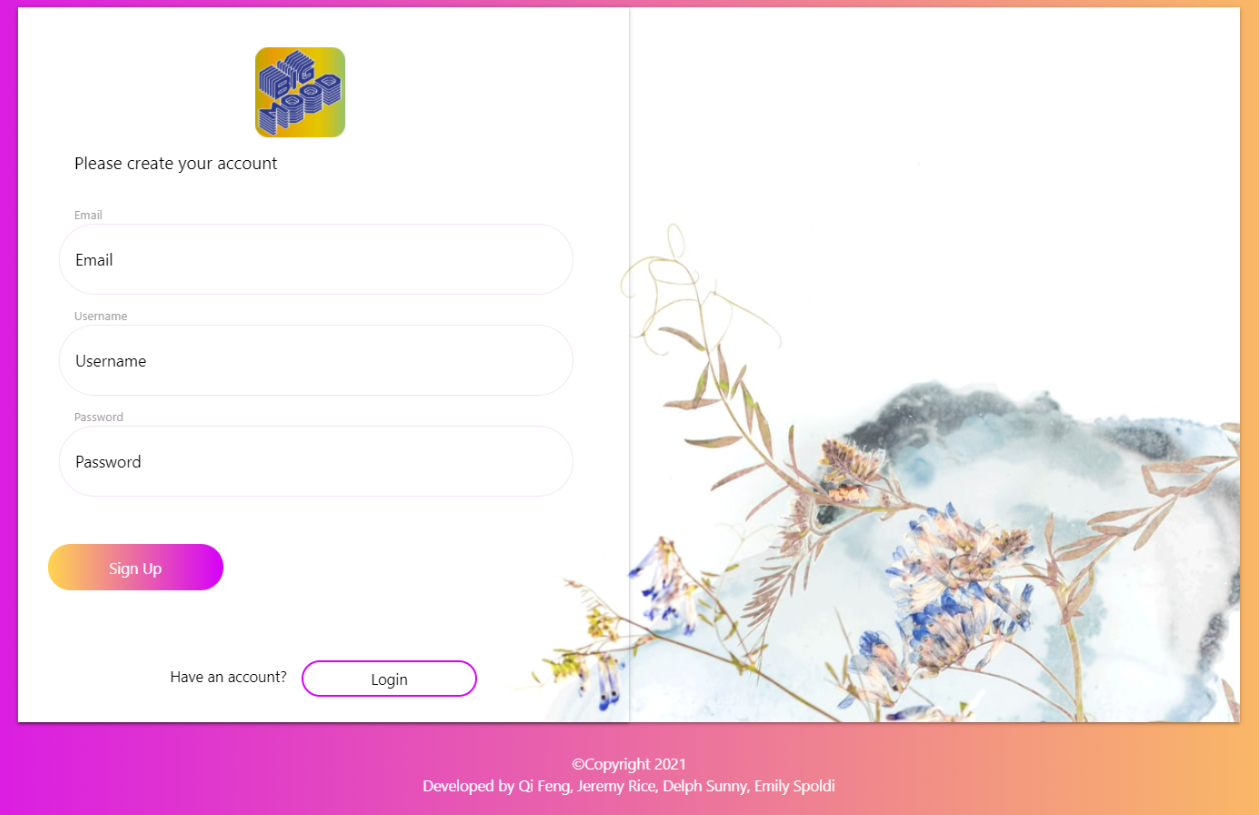 BIG
MOOD
Please create your account
Email
Email
Username
Username
Password
Password
Sign Up
Have an account?
Login
©Copyright 2021
Developed by Qi Feng, Jeremy Rice, Delph Sunny, Emily Spoldi